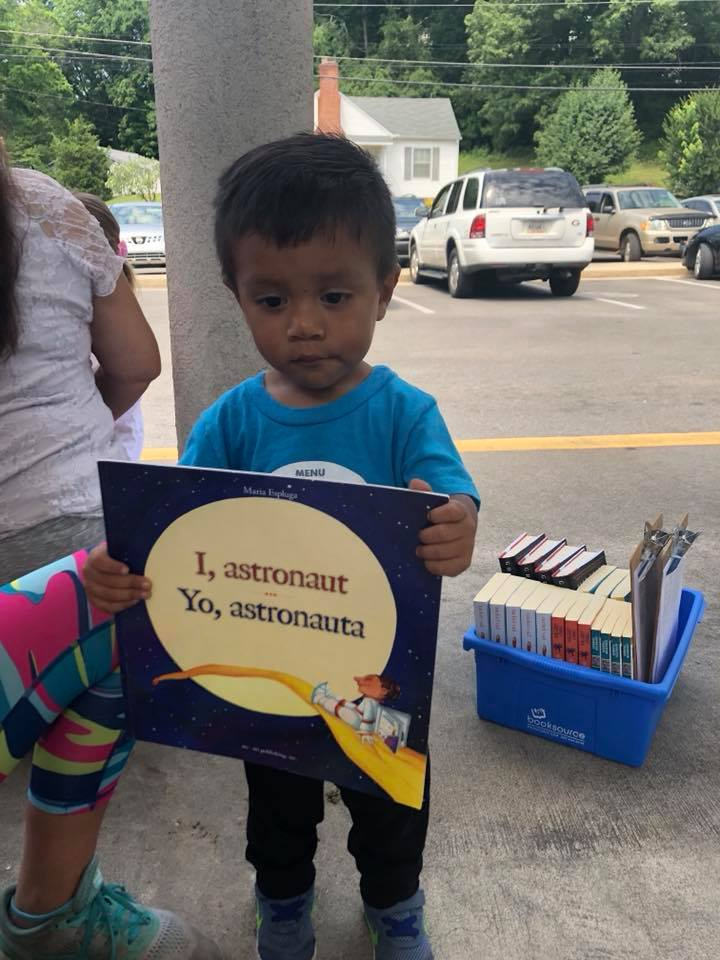 MENU
Maria Espluga
I, astronaut
Yo, astronauta
booksource